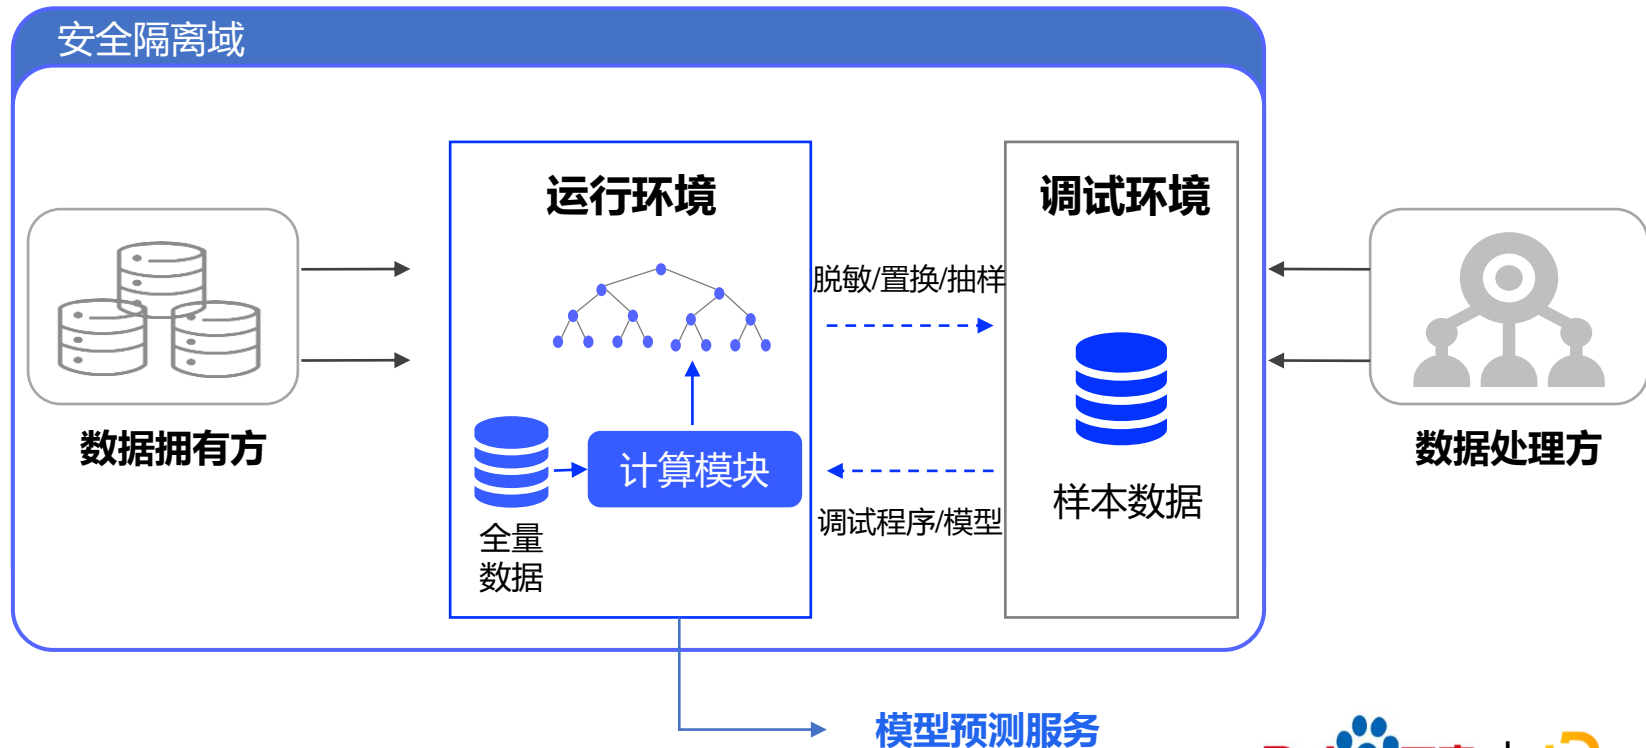 安全隔离域
运行环境
调试环境
脱敏/置换/抽样
数据拥有方
数据处理方
计算模块
样本数据
调试程序/模型
全量
数据
模型预测服务